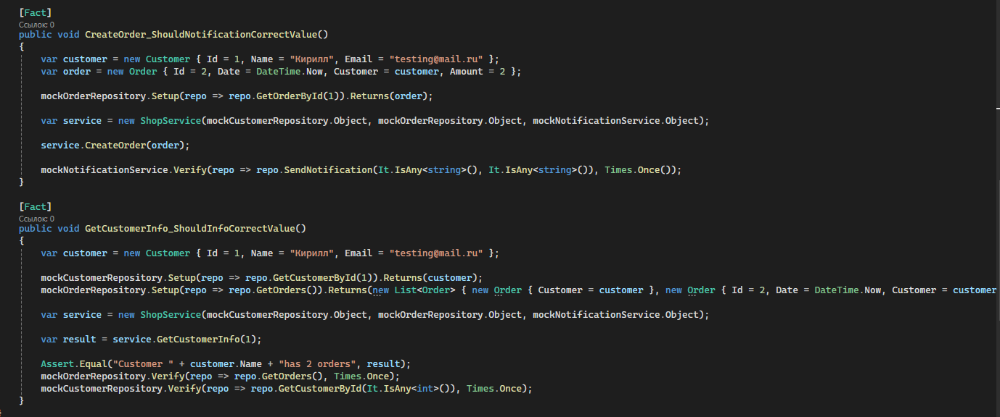 [Fact]
Ссылок: 0
public void CreateOrder_ShouldNotificationCorrectValue()
{
var customer = new Customer { Id = 1, Name = "Кирилл", Email = "testing@mail.ru" };
var order = new Order { Id = 2, Date = DateTime.Now, Customer = customer, Amount = 2 };
mockOrderRepository.Setup(repo => repo.GetOrderById(1)).Returns(order);
var service = new ShopService(mockCustomerRepository.Object, mockOrderRepository.Object, mockNotificationService.Object);
service.CreateOrder(order);
mockNotificationService.Verify(repo => repo.SendNotification(It.IsAny<string>(), It.IsAny<string>()), Times.Once());
}
[Fact]
Ссылок: 0
public void GetCustomerInfo_ShouldInfoCorrectValue()
{
var customer = new Customer { Id = 1, Name = "Кирилл", Email = "testing@mail.ru" };
mockCustomerRepository.Setup(repo => repo.GetCustomerById(1)).Returns(customer);
mockOrderRepository.Setup(repo => repo.GetOrders()).Returns(new List<Order> { new Order { Customer = customer }, new Order { Id = 2, Date = DateTime.Now, Customer = customer
var service = new ShopService(mockCustomerRepository.Object, mockOrderRepository.Object, mockNotificationService.Object);
var result = service.GetCustomerInfo(1);
Assert.Equal("Customer " + customer.Name + "has 2 orders", result);
mockOrderRepository.Verify(repo => repo.GetOrders(), Times.Once);
mockCustomerRepository.Verify(repo => repo.GetCustomerById(It.IsAny<int>()), Times.Once);
}
}